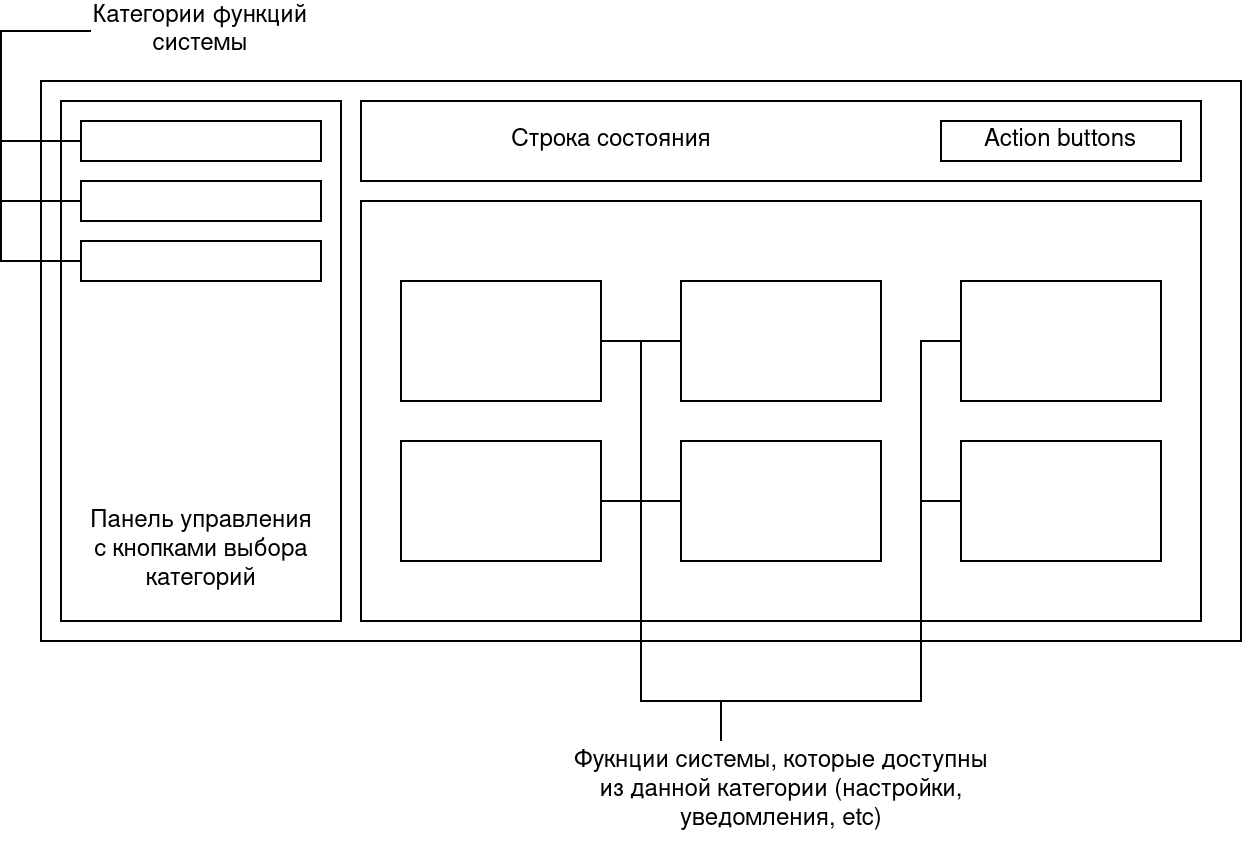 Категории функций
системы
Строка состояния
Action buttons
Панель управления
с кнопками выбора
категорий
Фукнции системы, которые доступны
из данной категории (настройки,
уведомления, etc)